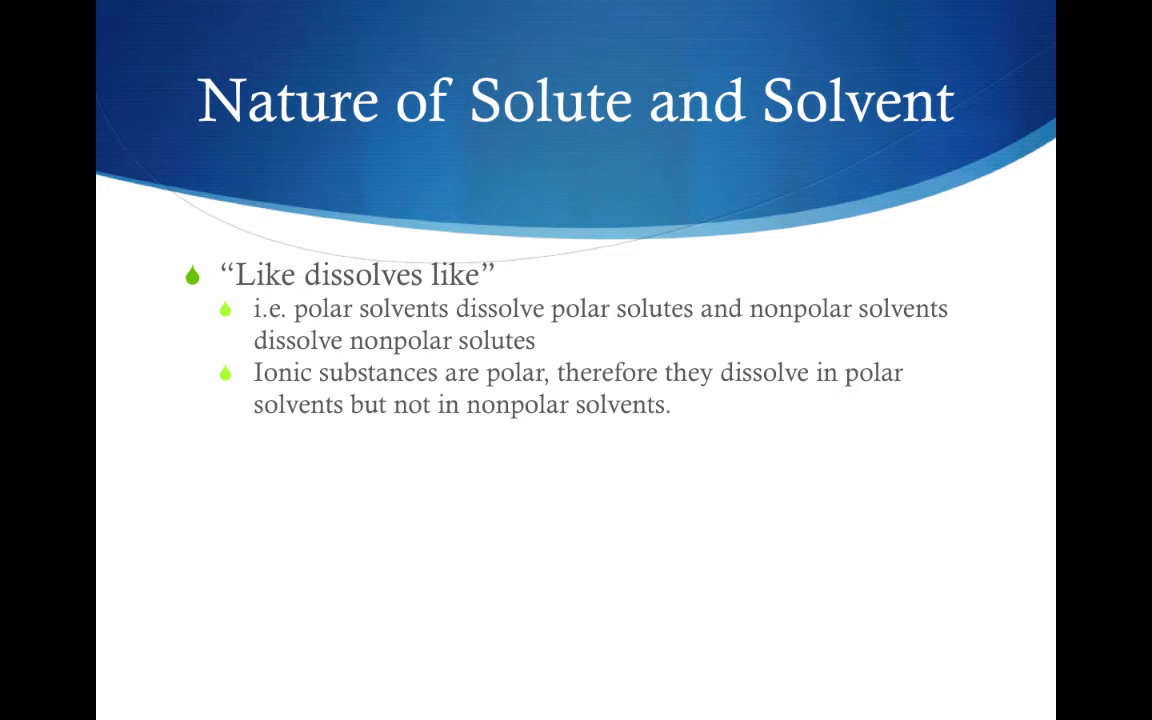 Nature of Solute and Solvent
“Like dissolves like”
i.e. polar solvents dissolve polar solutes and nonpolar solvents
dissolve nonpolar solutes
Ionic substances are polar, therefore they dissolve in polar
solvents but not in nonpolar solvents.